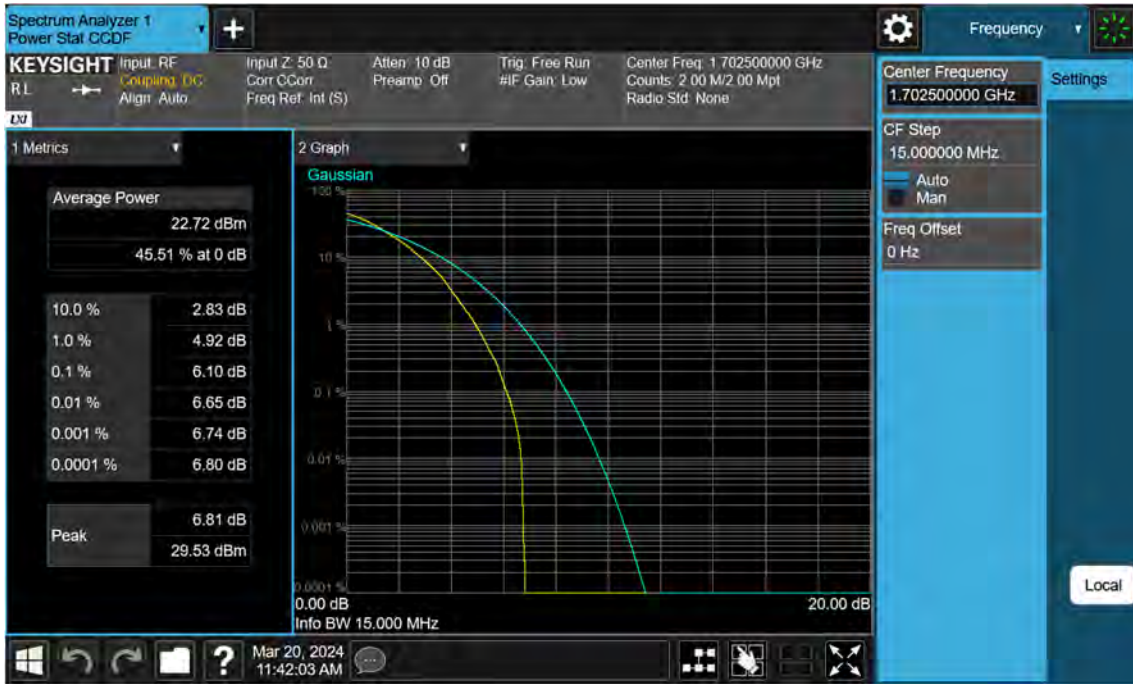 Spectrum Analyzer 1
Power Stat CCDF
Frequency
KEYSIGHT
R L
LXI
Input: RF
Coupling: DC
Align: Auto
Input Z: 50 Ω
Corr CCorr
Freq Ref: Int (S)
Atten: 10 dB
Preamp: Off
Trig: Free Run
#IF Gain: Low
Center Freq: 1.702500000 GHz
Counts: 2.00 M/2.00 Mpt
Radio Std: None
Center Frequency
1.702500000 GHz
Settings
CF Step
15.000000 MHz
Auto
Man
Freq Offset
0 Hz
Local
1 Metrics
Average Power
22.72 dBm
45.51 % at 0 dB
10.0 % 2.83 dB
1.0 % 4.92 dB
0.1 % 6.10 dB
0.01 % 6.65 dB
0.001 % 6.74 dB
0.0001 % 6.80 dB
Peak 6.81 dB
29.53 dBm
2 Graph
Gaussian
100 %
10 %
1 %
0.1 %
0.01 %
0.001 %
0.0001 %
0.00 dB 20.00 dB
Info BW 15.000 MHz
?
Mar 20, 2024
11:42:03 AM